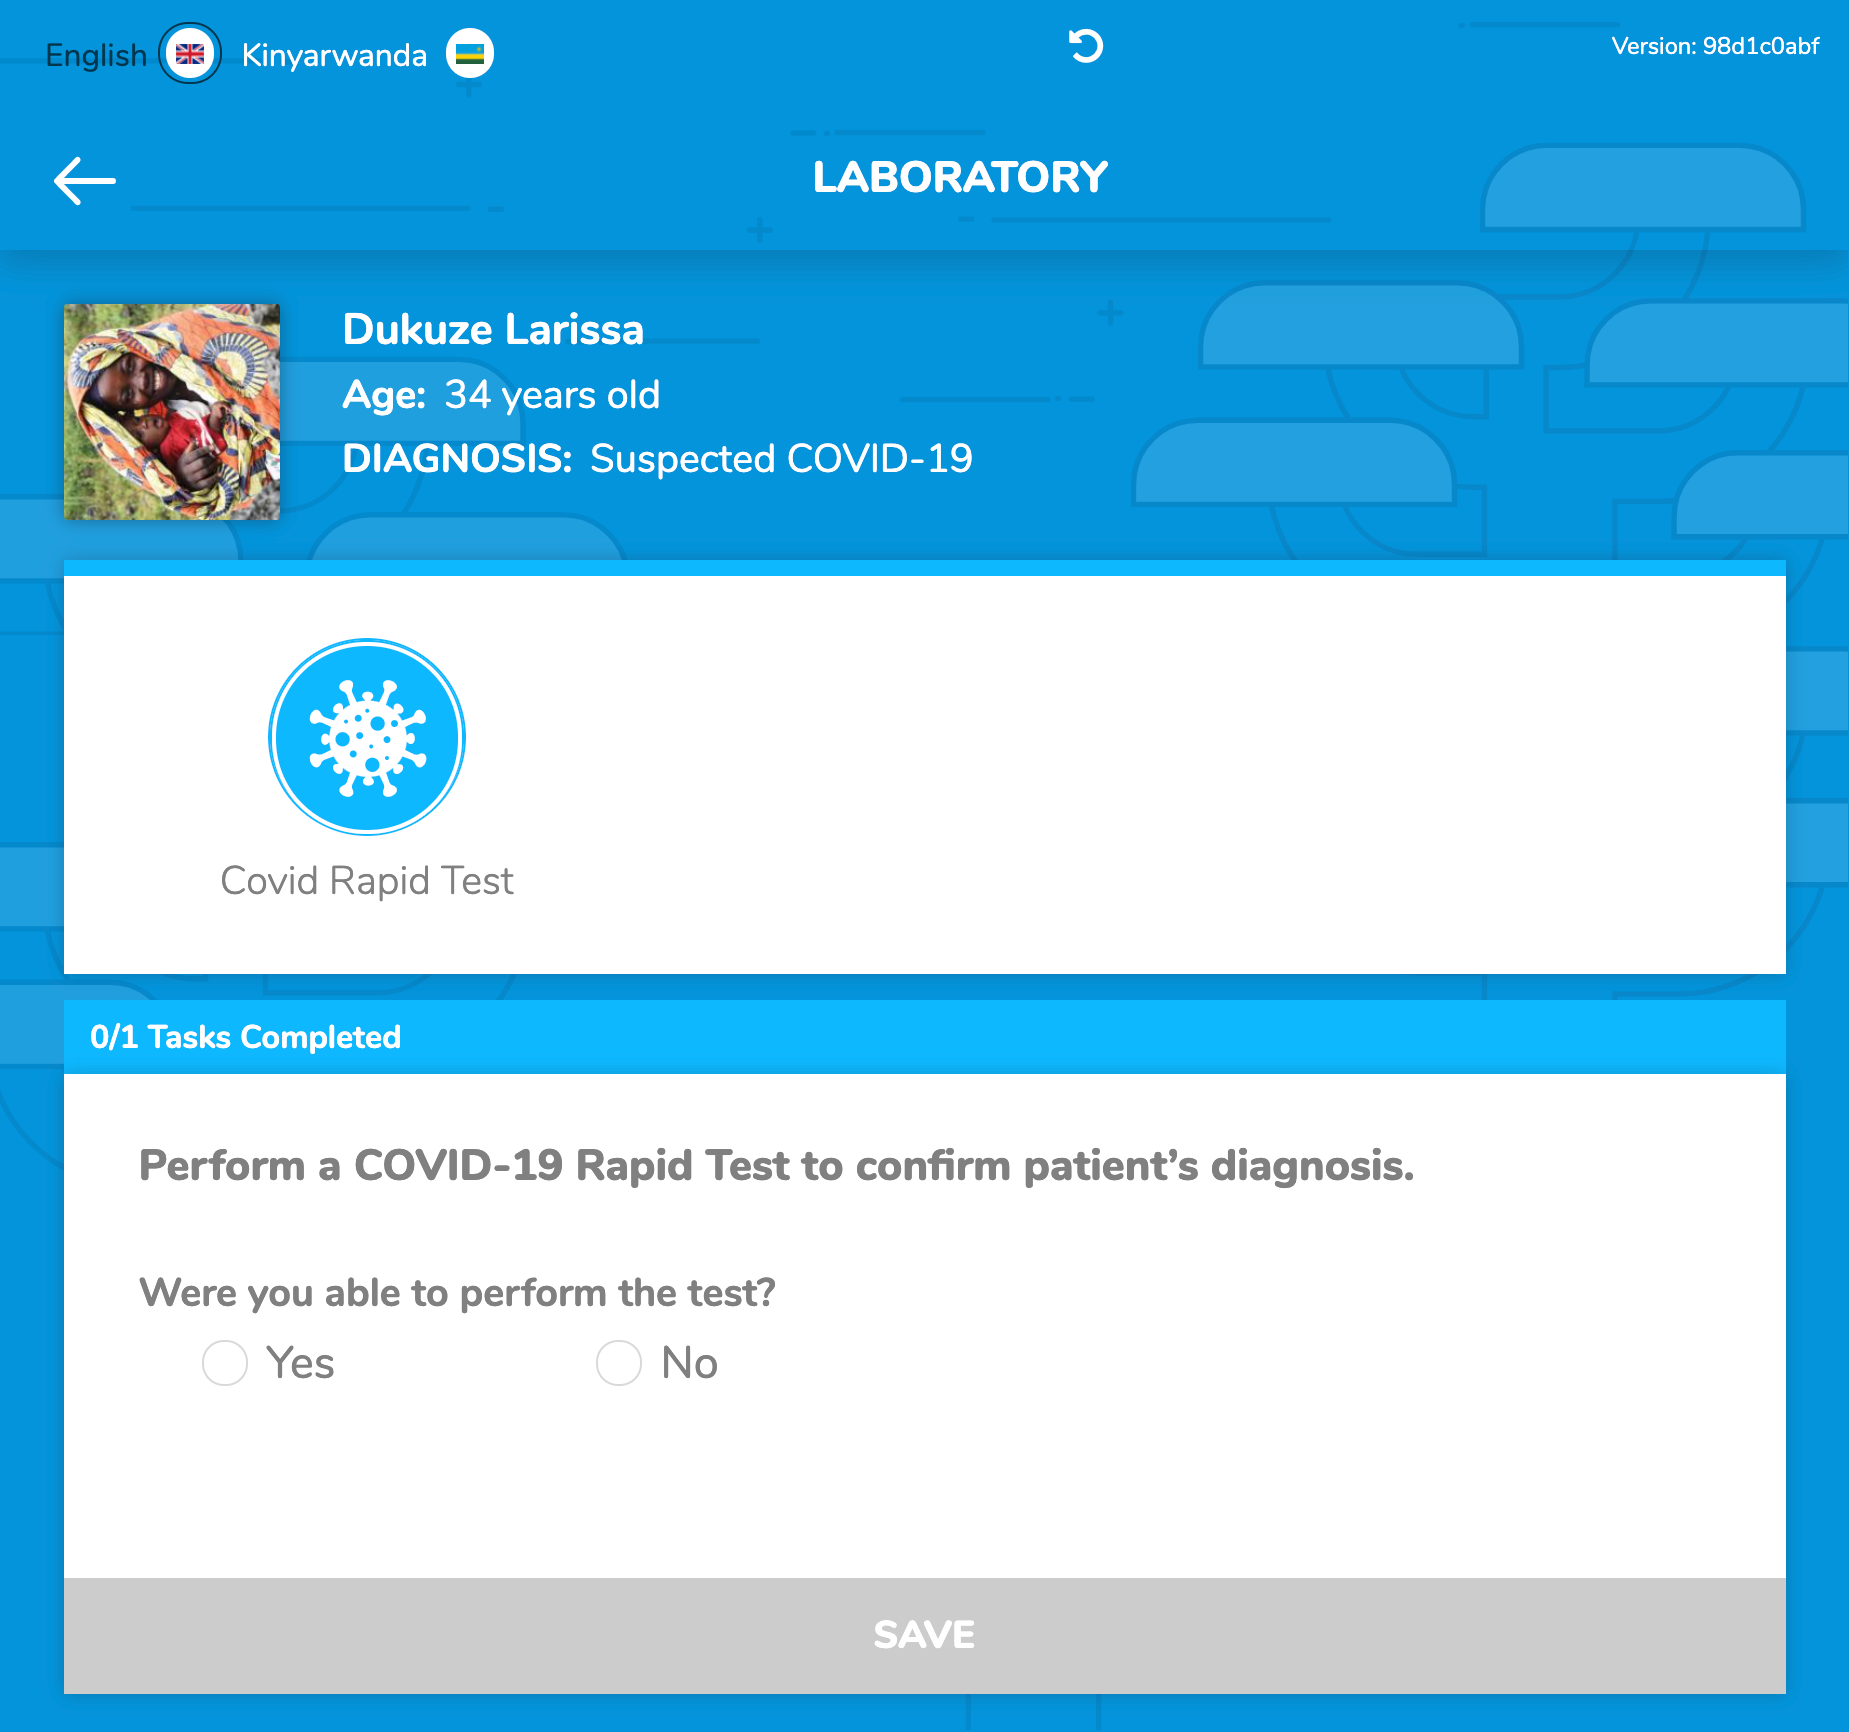 English Kinyarwanda Version: 98d1c0abf
LABORATORY
Dukuze Larissa
Age: 34 years old
DIAGNOSIS: Suspected COVID-19
Covid Rapid Test
0/1 Tasks Completed
Perform a COVID-19 Rapid Test to confirm patient’s diagnosis.
Were you able to perform the test?
Yes No
SAVE